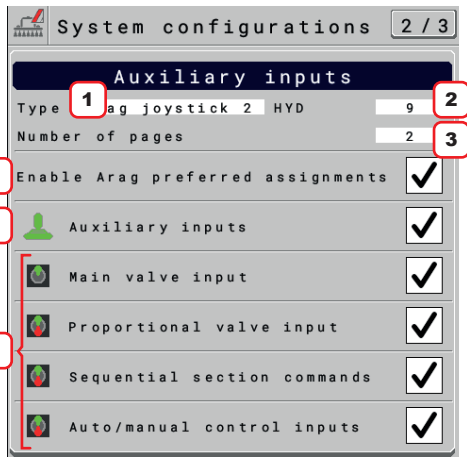 System configurations 2 / 3
Auxiliary inputs
Type 1 ag joystick 2 HYD 9 2
Number of pages 2 3
Enable Arag preferred assignments
Auxiliary inputs
Main valve input
Proportional valve input
Sequential section commands
Auto/manual control inputs